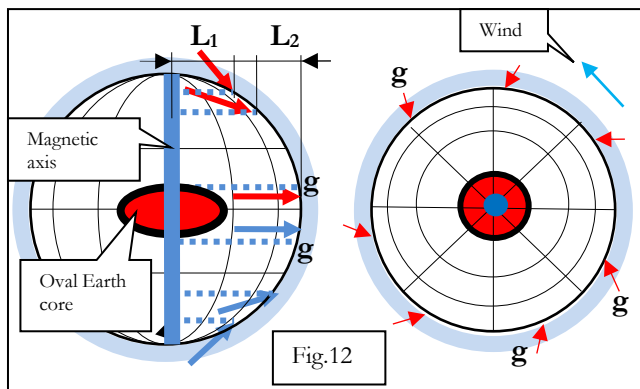 L₁ L₂
Wind
g
g
Magnetic
axis
g
g
Oval Earth
core
g
g
Fig.12